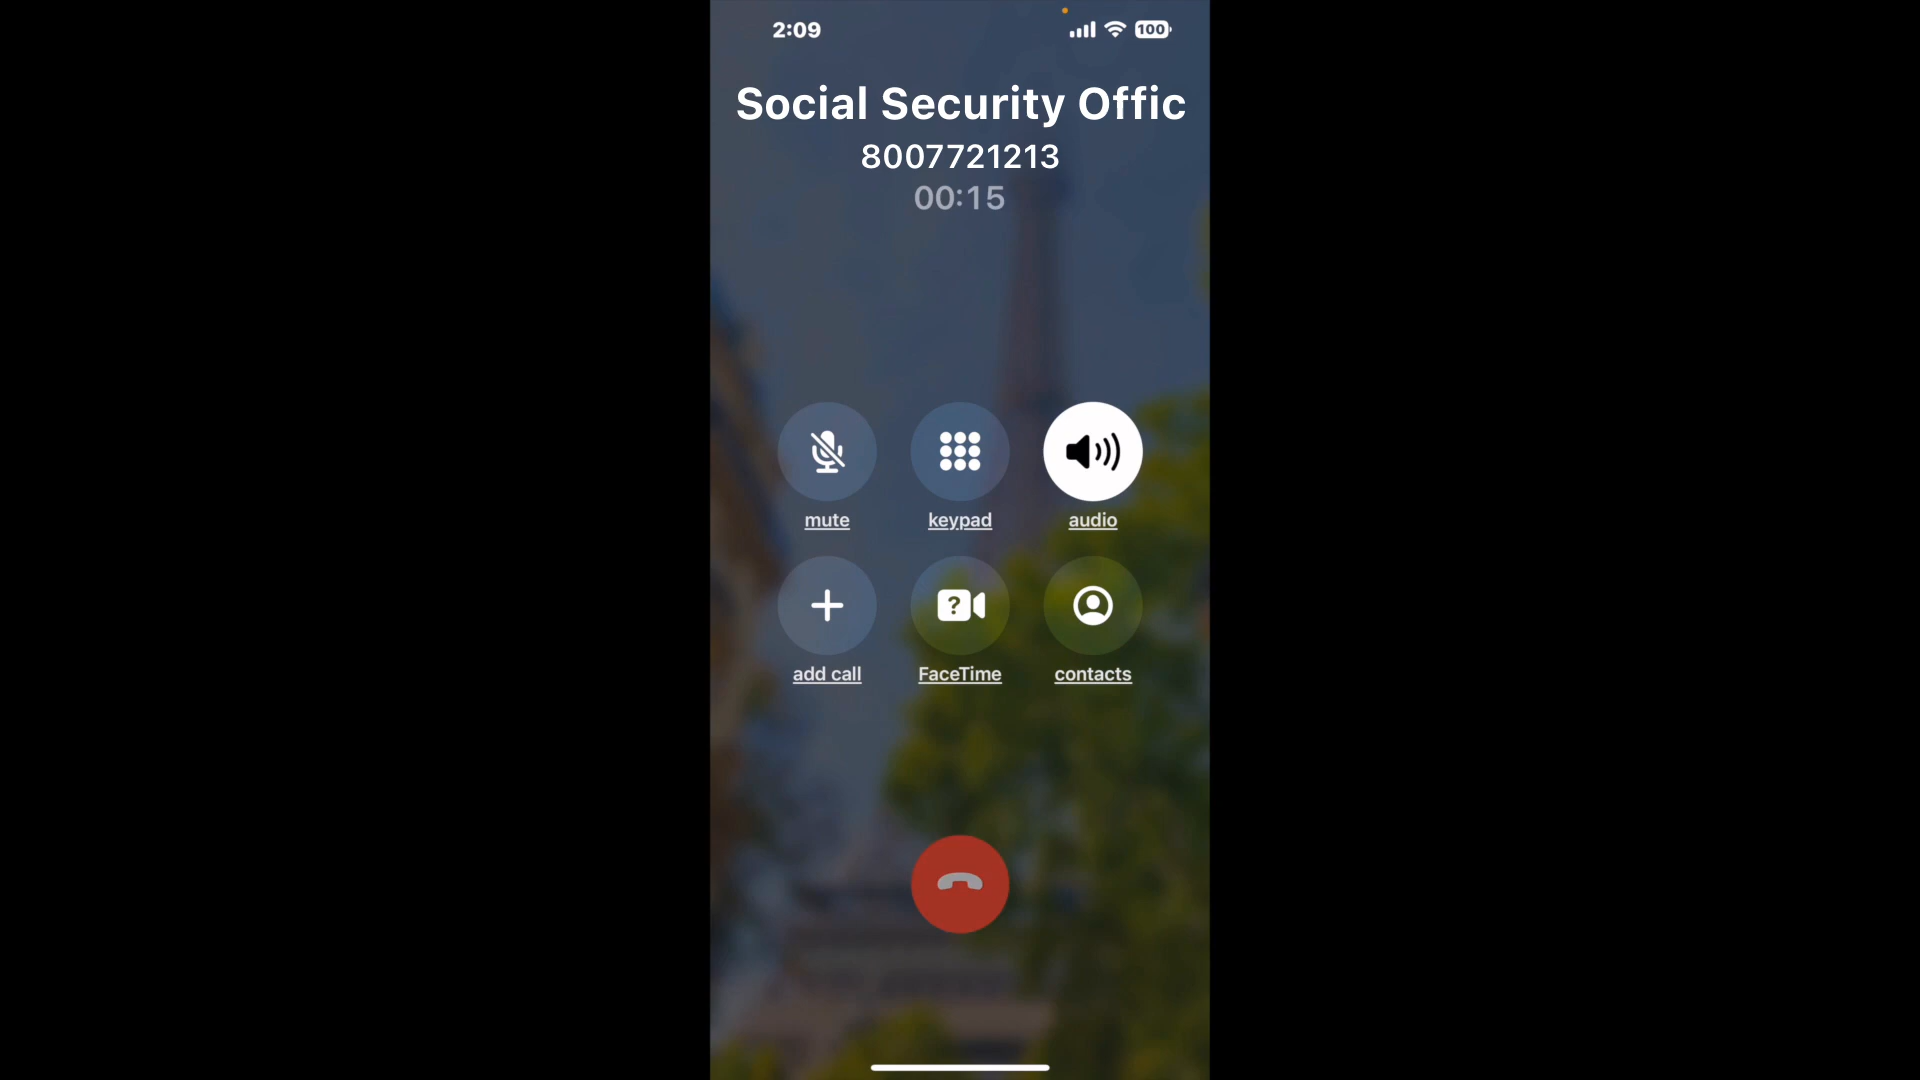 2:09
100
Social Security Offic
8007721213
00:15
mute
keypad
audio
?
add call
FaceTime
contacts